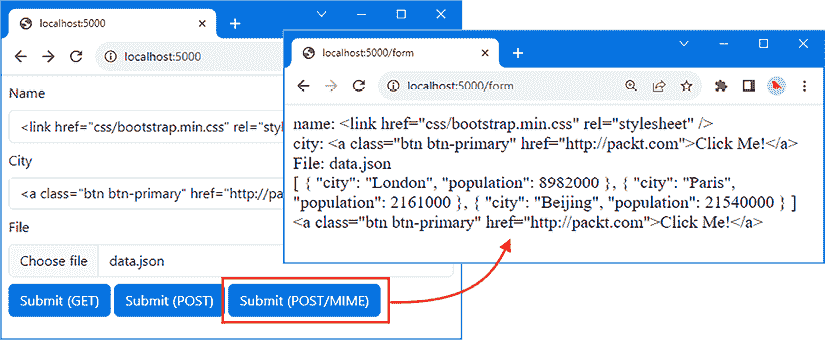 localhost:5000
localhost:5000
Name
<link href="css/bootstrap.min.css" rel="sty
City
<a class="btn btn-primary" href="http://pa
File
Choose file data.json
Submit (GET) Submit (POST) Submit (POST/MIME)
localhost:5000/form
localhost:5000/form
name: <link href="css/bootstrap.min.css" rel="stylesheet" />
city: <a class="btn btn-primary" href="http://packt.com">Click Me!</a>
File: data.json
[ { "city": "London", "population": 8982000 }, { "city": "Paris",
"population": 2161000 }, { "city": "Beijing", "population": 21540000 } ]
<a class="btn btn-primary" href="http://packt.com">Click Me!</a>